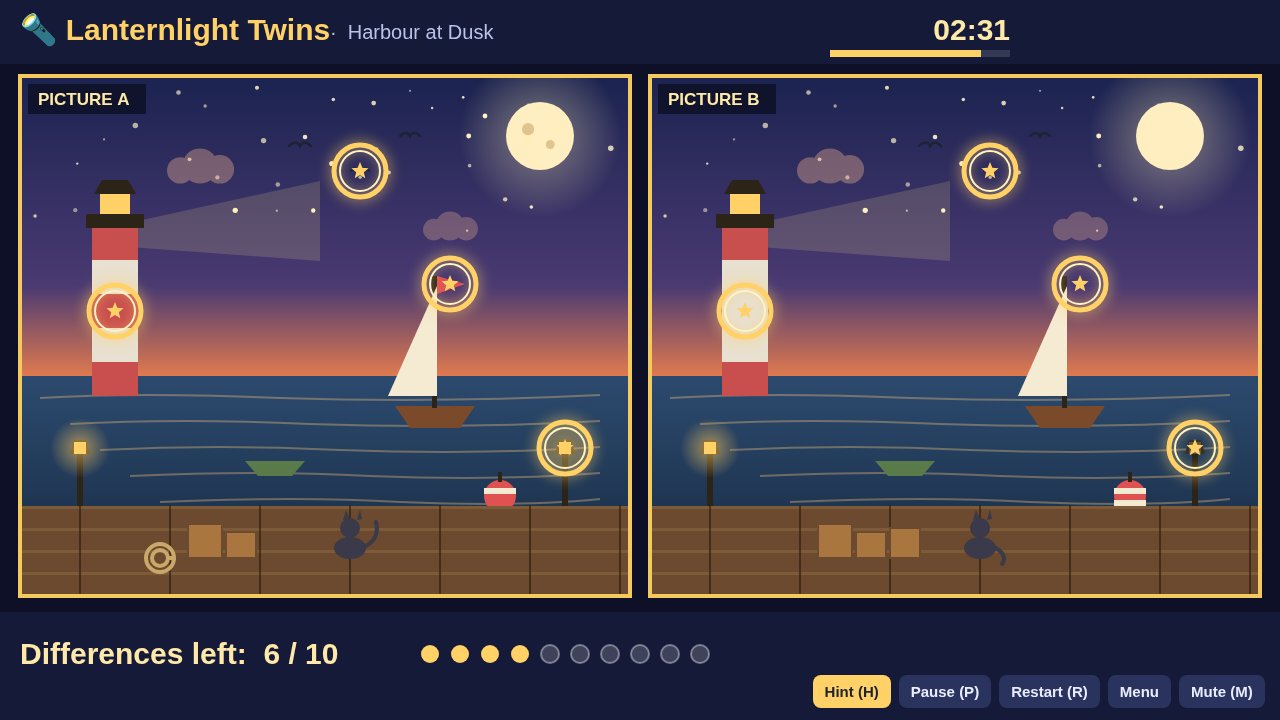 Lanternlight Twins · Harbour at Dusk
02:31
PICTURE A
PICTURE B
Differences left: 6 / 10
Hint (H)
Pause (P)
Restart (R)
Menu
Mute (M)